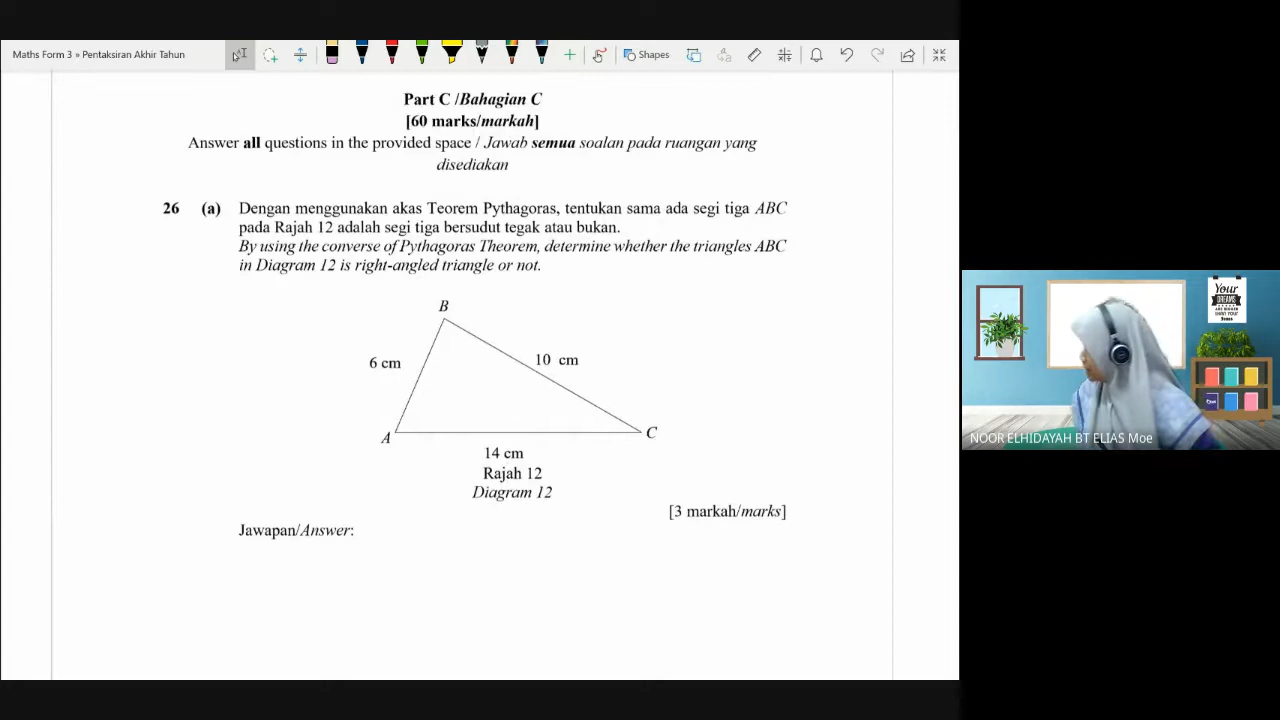 Maths Form 3 » Pentaksiran Akhir Tahun
Shapes
Part C /Bahagian C
[60 marks/markah]
Answer all questions in the provided space / Jawab semua soalan pada ruangan yang
disediakan
26 (a) Dengan menggunakan akas Teorem Pythagoras, tentukan sama ada segi tiga ABC
pada Rajah 12 adalah segi tiga bersudut tegak atau bukan.
By using the converse of Pythagoras Theorem, determine whether the triangles ABC
in Diagram 12 is right-angled triangle or not.
B
6 cm
10 cm
A
C
14 cm
Rajah 12
Diagram 12
[3 markah/marks]
Jawapan/Answer:
Your
DREAMS
NOOR ELHIDAYAH BT ELIAS Moe